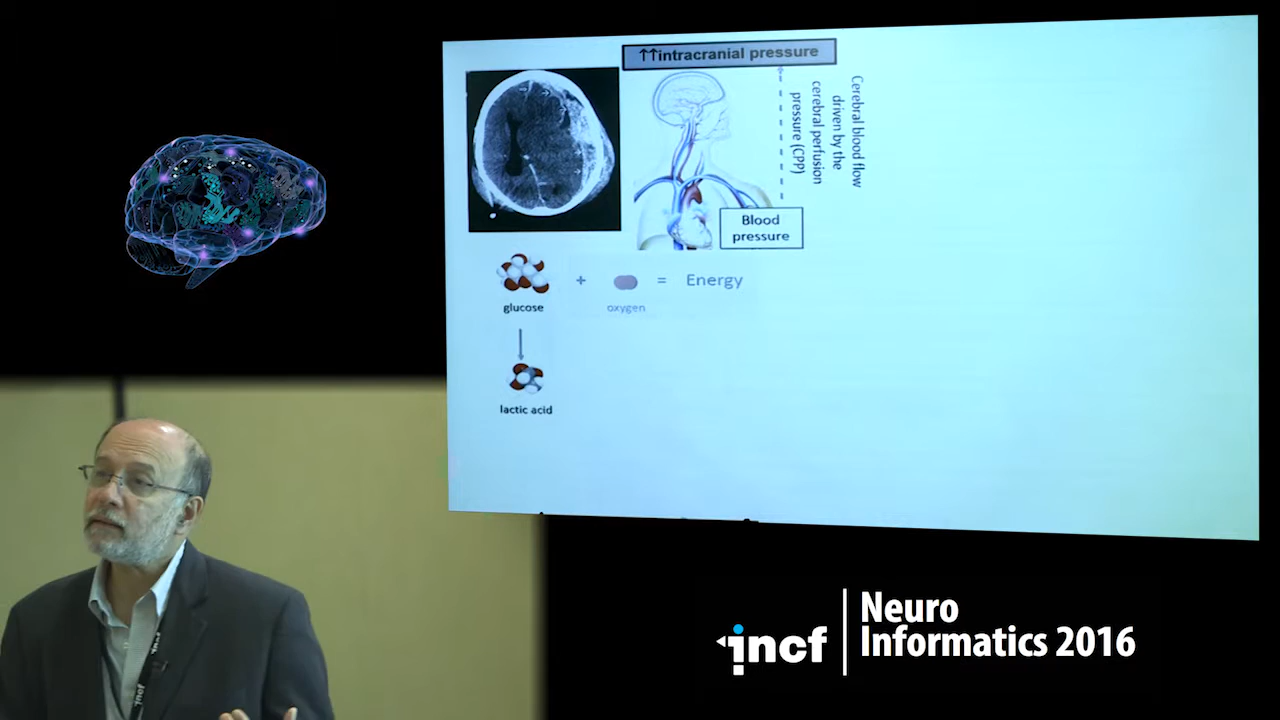 ↑↑intracranial pressure
Cerebral blood flow
driven by the
cerebral perfusion
pressure (CPP)
Blood
pressure
glucose
+
oxygen
=
Energy
lactic acid
incf
incf
Neuro
Informatics 2016